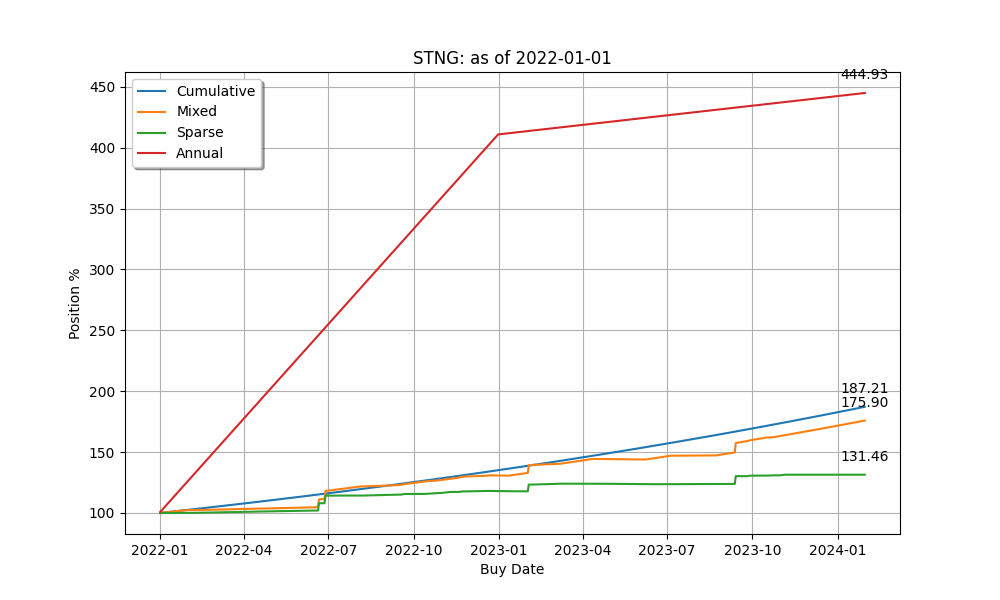 STNG: as of 2022-01-01
444.93
450
Cumulative
Mixed
Sparse
Annual
400
350
300
250
200
187.21
175.90
150
131.46
100
2022-01 2022-04 2022-07 2022-10 2023-01 2023-04 2023-07 2023-10 2024-01
Buy Date
Position %